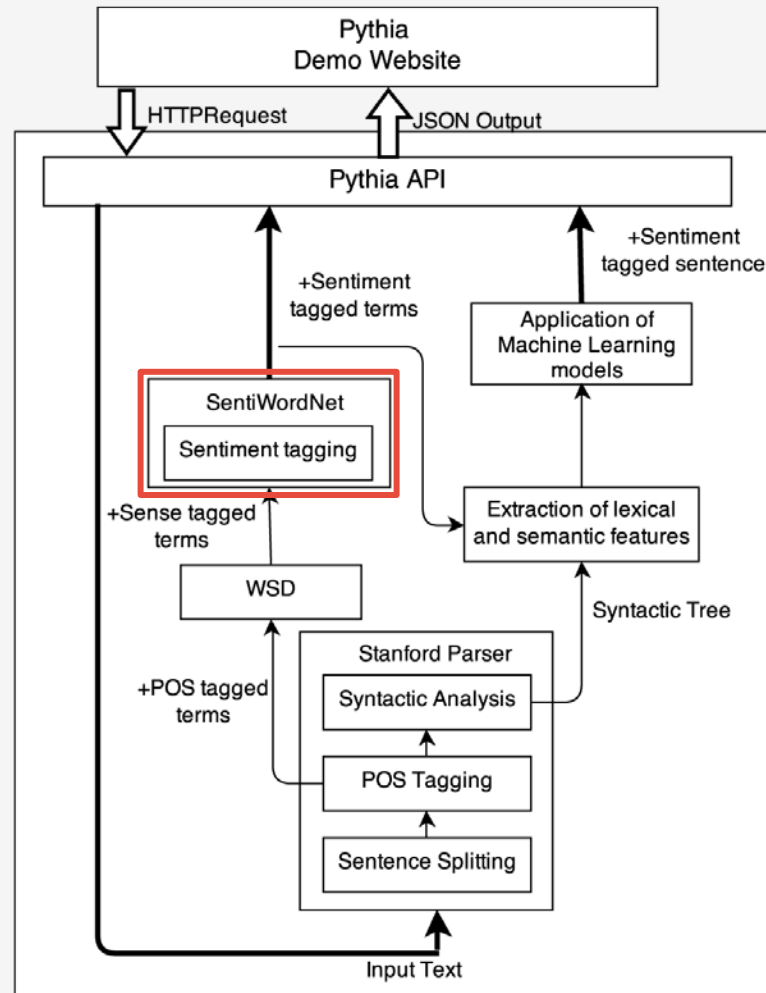 Pythia
Demo Website
HTTPRequest
JSON Output
Pythia API
+Sentiment
tagged sentence
+Sentiment
tagged terms
Application of
Machine Learning
models
SentiWordNet
Sentiment tagging
+Sense tagged
terms
Extraction of lexical
and semantic features
WSD
Syntactic Tree
Stanford Parser
+POS tagged
terms
Syntactic Analysis
POS Tagging
Sentence Splitting
Input Text